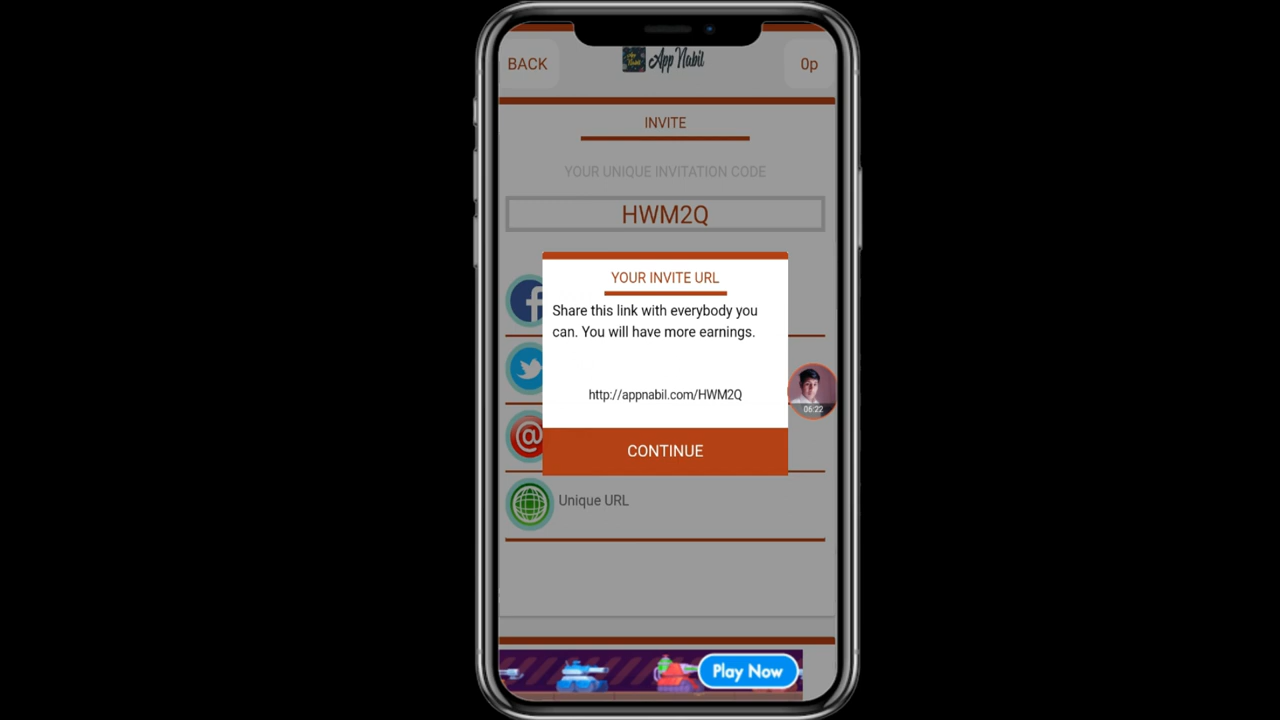 BACK
App Nabil
0p
INVITE
YOUR UNIQUE INVITATION CODE
HWM2Q
YOUR INVITE URL
Share this link with everybody you
can. You will have more earnings.
http://appnabil.com/HWM2Q
06:22
CONTINUE
Unique URL
Play Now